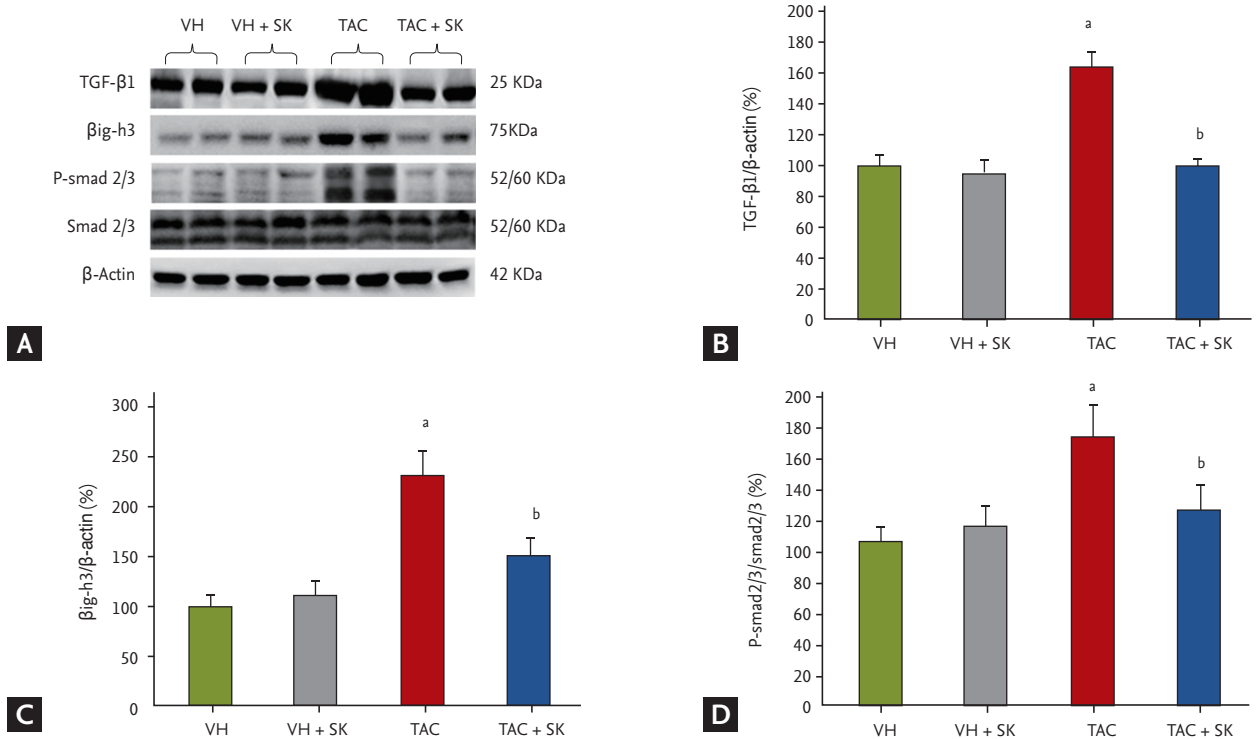 VH VH + SK TAC TAC + SK
TGF-β1 25 KDa
βig-h3 75KDa
P-smad 2/3 52/60 KDa
Smad 2/3 52/60 KDa
β-Actin 42 KDa
A
TGF-β1/β-actin (%)
200
180
160
140
120
100
80
60
40
20
0
a
b
VH VH + SK TAC TAC + SK
B
βig-h3/β-actin (%)
300
250
200
150
100
50
0
a
b
VH VH + SK TAC TAC + SK
C
P-smad2/3/smad2/3 (%)
200
180
160
140
120
100
80
60
40
20
0
a
b
VH VH + SK TAC TAC + SK
D